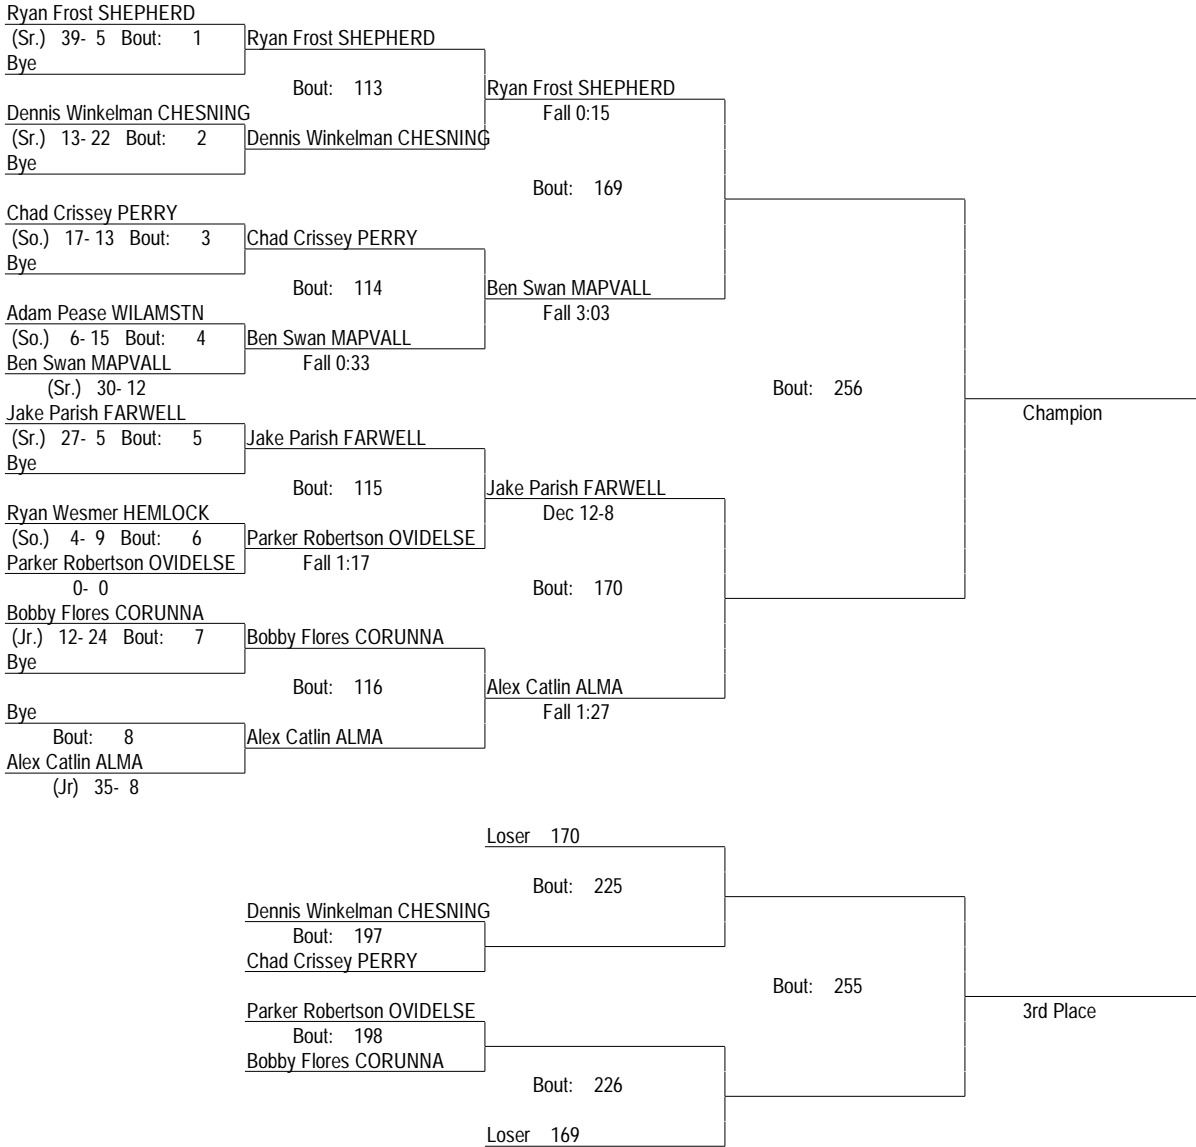 Ryan Frost SHEPHERD
(Sr.) 39- 5 Bout: 1 Ryan Frost SHEPHERD
Bye
Bout: 113 Ryan Frost SHEPHERD
Dennis Winkelman CHESNING Fall 0:15
(Sr.) 13- 22 Bout: 2 Dennis Winkelman CHESNING
Bye
Bout: 169
Chad Crissey PERRY
(So.) 17- 13 Bout: 3 Chad Crissey PERRY
Bye
Bout: 114 Ben Swan MAPVALL
Adam Pease WILAMSTN Fall 3:03
(So.) 6- 15 Bout: 4 Ben Swan MAPVALL
Ben Swan MAPVALL Fall 0:33
(Sr.) 30- 12 Bout: 256
Jake Parish FARWELL Champion
(Sr.) 27- 5 Bout: 5 Jake Parish FARWELL
Bye
Bout: 115 Jake Parish FARWELL
Ryan Wesmer HEMLOCK Dec 12-8
(So.) 4- 9 Bout: 6 Parker Robertson OVIDELSE
Parker Robertson OVIDELSE Fall 1:17
0- 0 Bout: 170
Bobby Flores CORUNNA
(Jr.) 12- 24 Bout: 7 Bobby Flores CORUNNA
Bye
Bout: 116 Alex Catlin ALMA
Bye Fall 1:27
Bout: 8 Alex Catlin ALMA
Alex Catlin ALMA
(Jr) 35- 8
Loser 170
Bout: 225
Dennis Winkelman CHESNING
Bout: 197
Chad Crissey PERRY
Bout: 255
Parker Robertson OVIDELSE 3rd Place
Bout: 198
Bobby Flores CORUNNA
Bout: 226
Loser 169